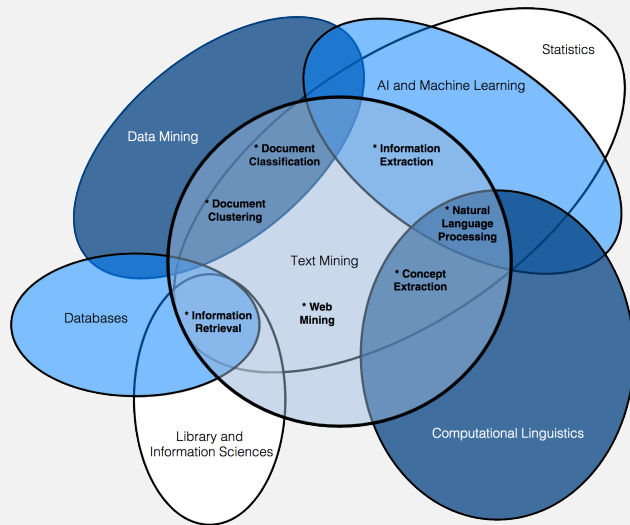 Statistics
AI and Machine Learning
Data Mining
* Document
Classification
* Information
Extraction
* Document
Clustering
* Natural
Language
Processing
Text Mining
* Concept
Extraction
Databases
* Information
Retrieval
* Web
Mining
Library and
Information Sciences
Computational Linguistics